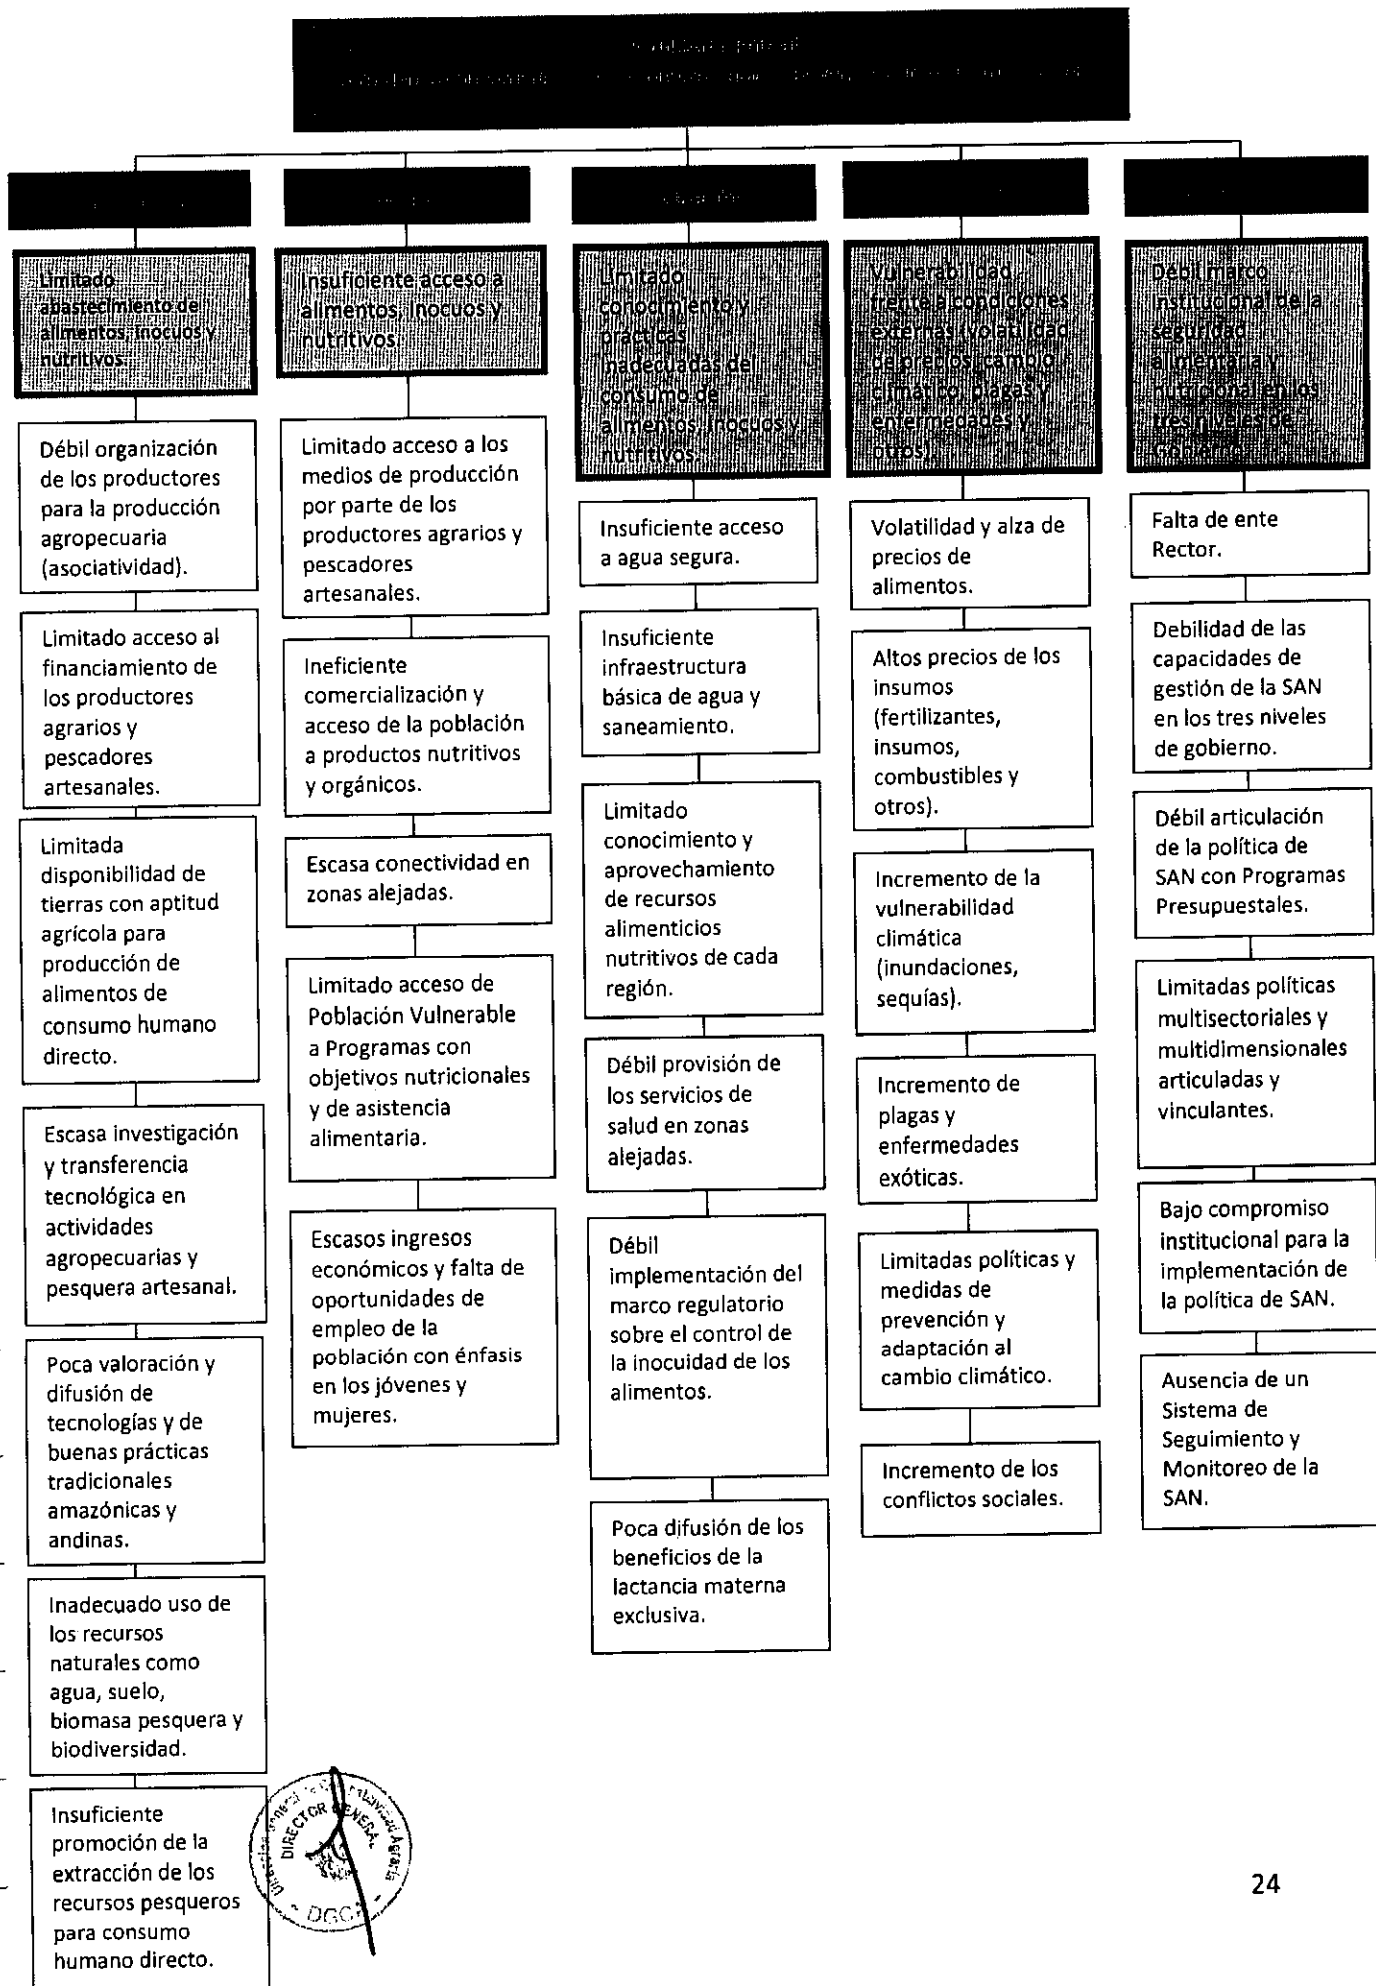 Limitado
abastecimiento de
alimentos, inocuos y
nutritivos.
Débil organización
de los productores
para la producción
agropecuaria
(asociatividad).
Limitado acceso al
financiamiento de
los productores
agrarios y
pescadores
artesanales.
Limitada
disponibilidad de
tierras con aptitud
agrícola para
producción de
alimentos de
consumo humano
directo.
Escasa investigación
y transferencia
tecnológica en
actividades
agropecuarias y
pesquera artesanal.
Poca valoración y
difusión de
tecnologías y de
buenas prácticas
tradicionales
amazónicas y
andinas.
Inadecuado uso de
los recursos
naturales como
agua, suelo,
biomasa pesquera y
biodiversidad.
Insuficiente
promoción de la
extracción de los
recursos pesqueros
para consumo
humano directo.
Insuficiente acceso a
alimentos, inocuos y
nutritivos.
Limitado acceso a los
medios de producción
por parte de los
productores agrarios y
pescadores
artesanales.
Ineficiente
comercialización y
acceso de la población
a productos nutritivos
y orgánicos.
Escasa conectividad en
zonas alejadas.
Limitado acceso de
Población Vulnerable
a Programas con
objetivos nutricionales
y de asistencia
alimentaria.
Escasos ingresos
económicos y falta de
oportunidades de
empleo de la
población con énfasis
en los jóvenes y
mujeres.
Limitado
conocimiento y
prácticas
inadecuadas de
consumo de
alimentos, inocuos y
nutritivos.
Insuficiente acceso
a agua segura.
Insuficiente
infraestructura
básica de agua y
saneamiento.
Limitado
conocimiento y
aprovechamiento
de recursos
alimenticios
nutritivos de cada
región.
Débil provisión de
los servicios de
salud en zonas
alejadas.
Débil
implementación del
marco regulatorio
sobre el control de
la inocuidad de los
alimentos.
Poca difusión de los
beneficios de la
lactancia materna
exclusiva.
Vulnerabilidad
frente a condiciones
externas (volatilidad
de precios, cambio
climático, plagas y
enfermedades y
otros).
Volatilidad y alza de
precios de
alimentos.
Altos precios de los
insumos
(fertilizantes,
insumos,
combustibles y
otros).
Incremento de la
vulnerabilidad
climática
(inundaciones,
sequías).
Incremento de
plagas y
enfermedades
exóticas.
Limitadas políticas y
medidas de
prevención y
adaptación al
cambio climático.
Incremento de los
conflictos sociales.
Débil marco
institucional de la
seguridad
alimentaria y
nutricional en los
tres niveles de
Gobierno.
Falta de ente
Rector.
Debilidad de las
capacidades de
gestión de la SAN
en los tres niveles
de gobierno.
Débil articulación
de la política de
SAN con Programas
Presupuestales.
Limitadas políticas
multisectoriales y
multidimensionales
articuladas y
vinculantes.
Bajo compromiso
institucional para la
implementación de
la política de SAN.
Ausencia de un
Sistema de
Seguimiento y
Monitoreo de la
SAN.
DIRECTOR GENERAL
Agraria
24